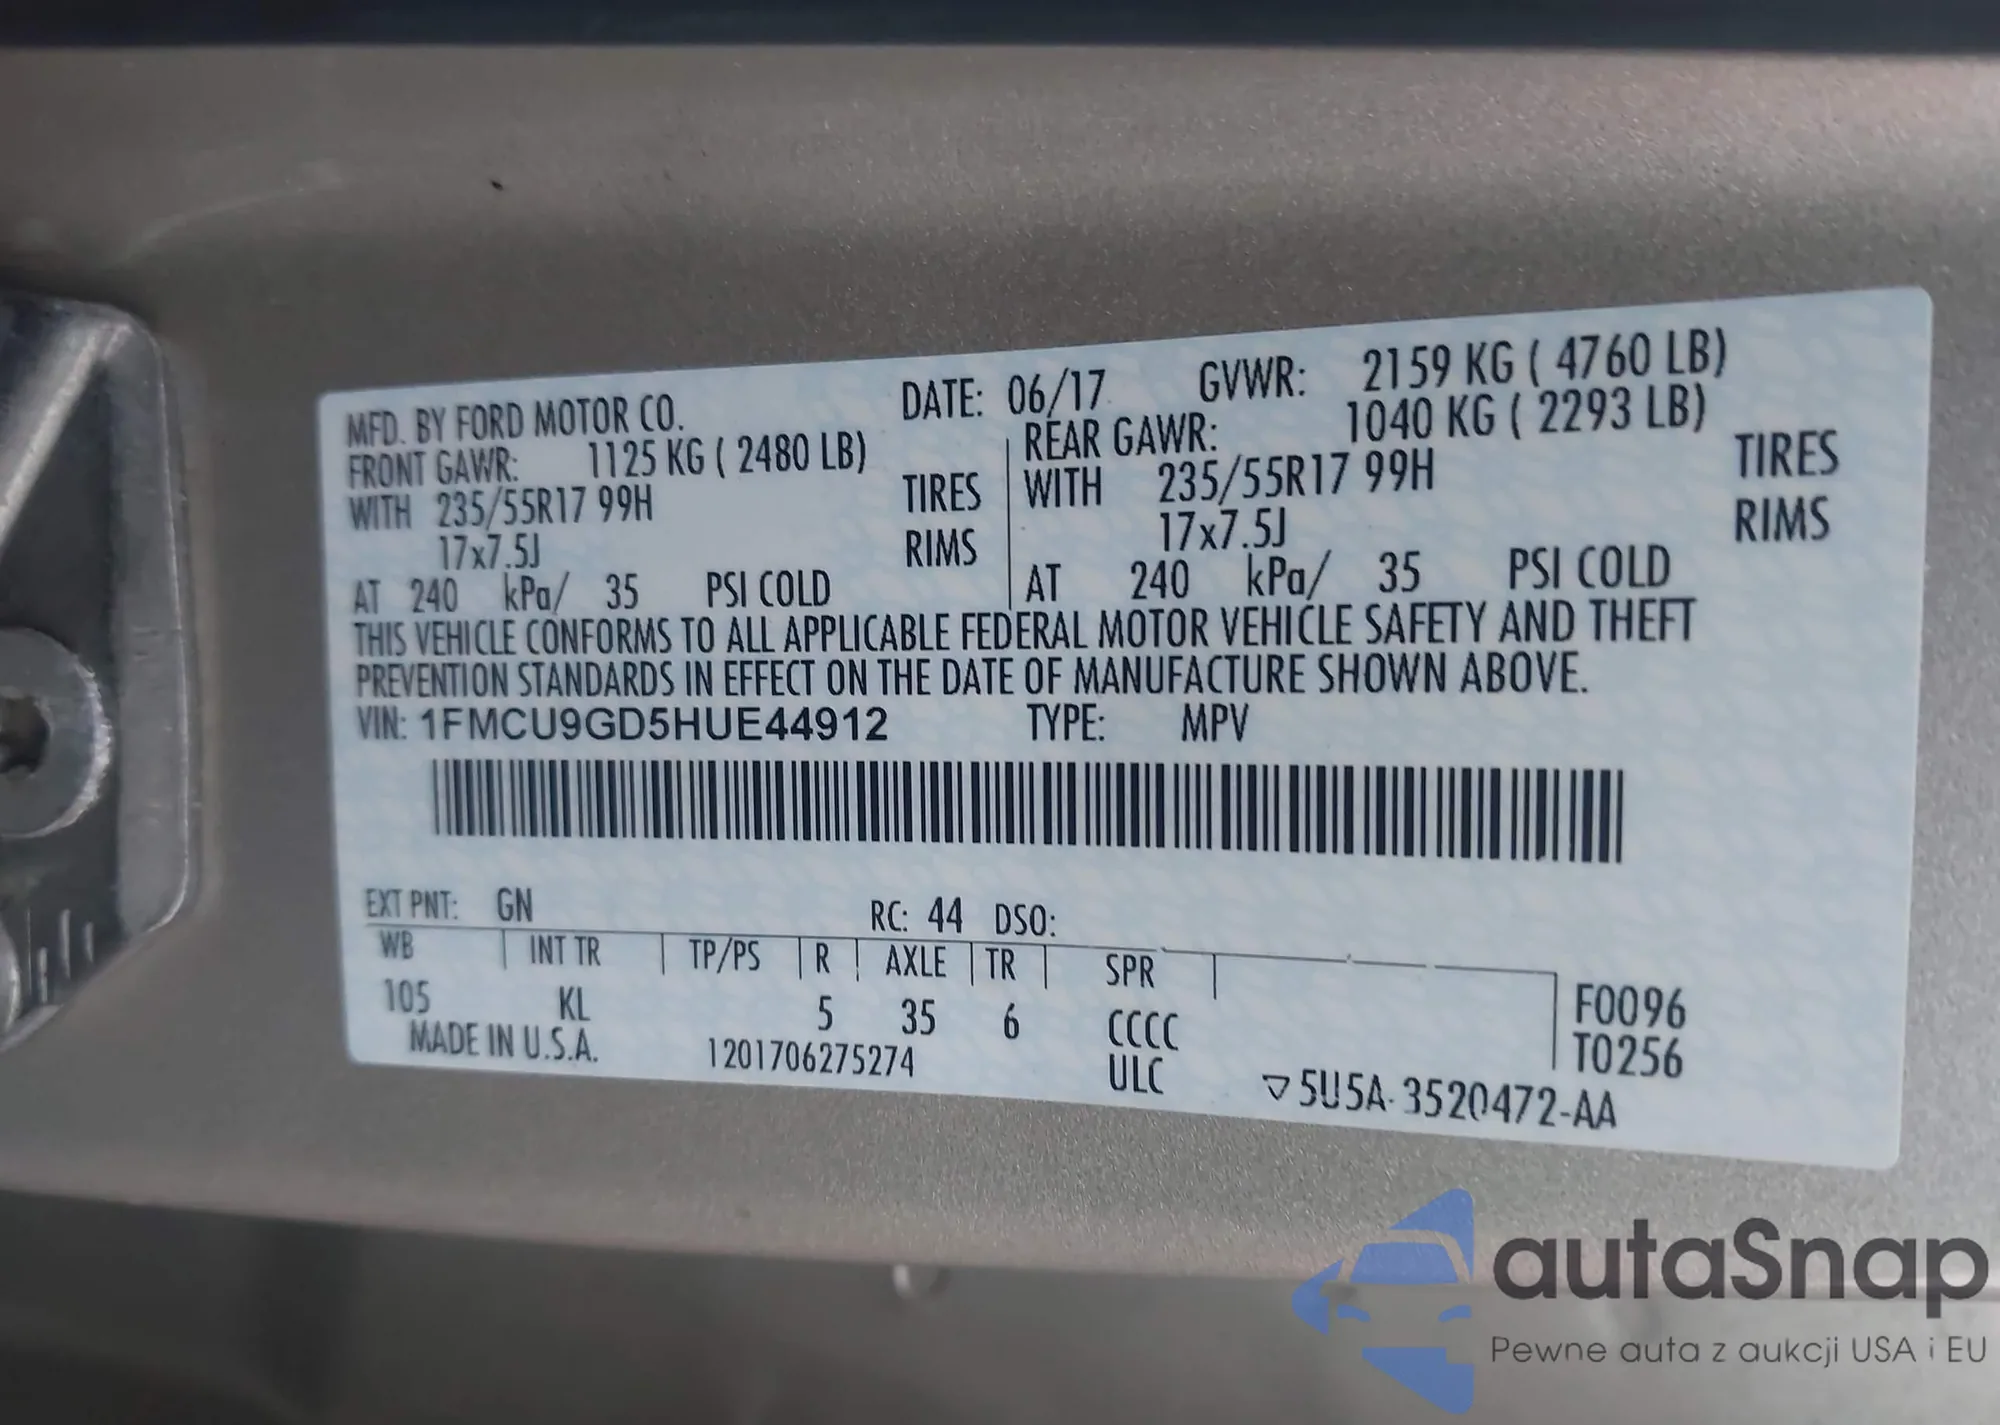 MFD. BY FORD MOTOR CO. DATE: 06/17 GVWR: 2159 KG ( 4760 LB)
FRONT GAWR: 1125 KG ( 2480 LB) REAR GAWR: 1040 KG ( 2293 LB)
WITH 235/55R17 99H TIRES WITH 235/55R17 99H TIRES
17x7.5J RIMS 17x7.5J RIMS
AT 240 kPa/ 35 PSI COLD AT 240 kPa/ 35 PSI COLD
THIS VEHICLE CONFORMS TO ALL APPLICABLE FEDERAL MOTOR VEHICLE SAFETY AND THEFT
PREVENTION STANDARDS IN EFFECT ON THE DATE OF MANUFACTURE SHOWN ABOVE.
VIN: 1FMCU9GD5HUE44912 TYPE: MPV
EXT PNT: GN RC: 44 DSO:
WB INT TR TP/PS R AXLE TR SPR
105 KL 5 35 6 CCCC F0096
MADE IN U.S.A. 1201706275274 ULC T0256
▽5U5A-3520472-AA
autaSnap
Pewne auta z aukcji USA i EU